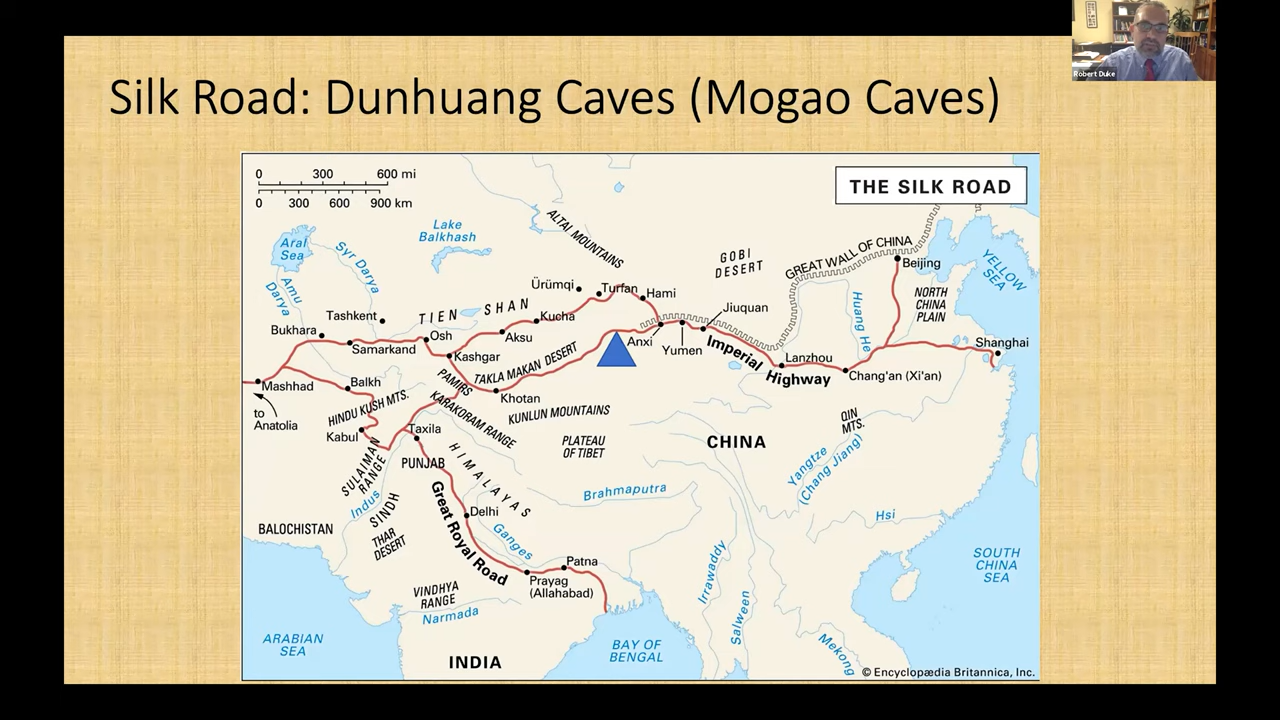 Robert Duke
Silk Road: Dunhuang Caves (Mogao Caves)
0 300 600 mi
0 300 600 900 km
THE SILK ROAD
Aral
Sea
Syr Darya
Amu
Darya
Lake
Balkhash
ALTAI MOUNTAINS
GOBI
DESERT
GREAT WALL OF CHINA
Beijing
YELLOW
SEA
NORTH
CHINA
PLAIN
Huang He
Ürümqi
Turfan
Hami
Jiuquan
TIEN SHAN
Kucha
Tashkent
Bukhara
Samarkand
Osh
Aksu
Kashgar
Anxi
Yumen
Imperial
Highway
Lanzhou
Chang'an (Xi'an)
Shanghai
Mashhad
Balkh
PAMIRS
TAKLA MAKAN DESERT
Khotan
to
Anatolia
HINDU KUSH MTS.
Kabul
KARAKORAM RANGE
KUNLUN MOUNTAINS
Taxila
PUNJAB
PLATEAU
OF TIBET
CHINA
QIN
MTS.
Yangtze
(Chang Jiang)
SULAIMAN
RANGE
Indus
SINDH
HIMALAYAS
Brahmaputra
Great Royal Road
Delhi
Ganges
Hsi
BALOCHISTAN
THAR
DESERT
Patna
Prayag
(Allahabad)
VINDHYA
RANGE
Narmada
Irrawaddy
Salween
Mekong
SOUTH
CHINA
SEA
ARABIAN
SEA
INDIA
BAY OF
BENGAL
© Encyclopædia Britannica, Inc.